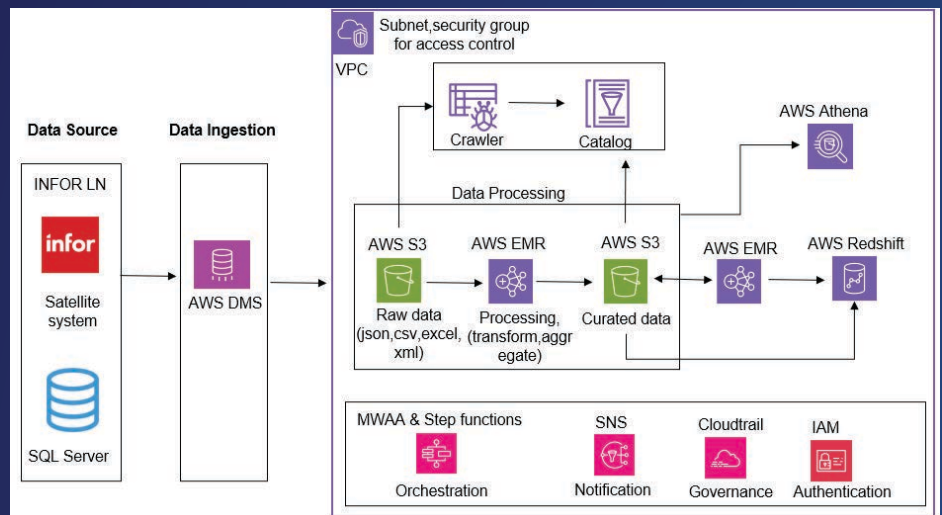 Subnet,security group
for access control
VPC
Data Source
Data Ingestion
Crawler
Catalog
AWS Athena
INFOR LN
infor
Satellite
system
SQL Server
AWS DMS
Data Processing
AWS S3
AWS EMR
AWS S3
AWS EMR
AWS Redshift
Raw data
(json,csv,excel,
xml)
Processing,
(transform,aggr
egate)
Curated data
MWAA & Step functions
SNS
Cloudtrail
IAM
Orchestration
Notification
Governance
Authentication